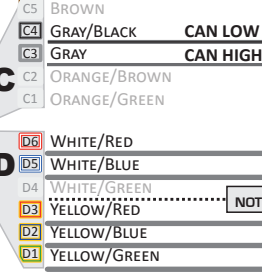 C5 BROWN
C4 GRAY/BLACK CAN LOW
C3 GRAY CAN HIGH
C
C2 ORANGE/BROWN
C1 ORANGE/GREEN
D6 WHITE/RED
D D5 WHITE/BLUE
D4 WHITE/GREEN
NOT
D3 YELLOW/RED
D2 YELLOW/BLUE
D1 YELLOW/GREEN